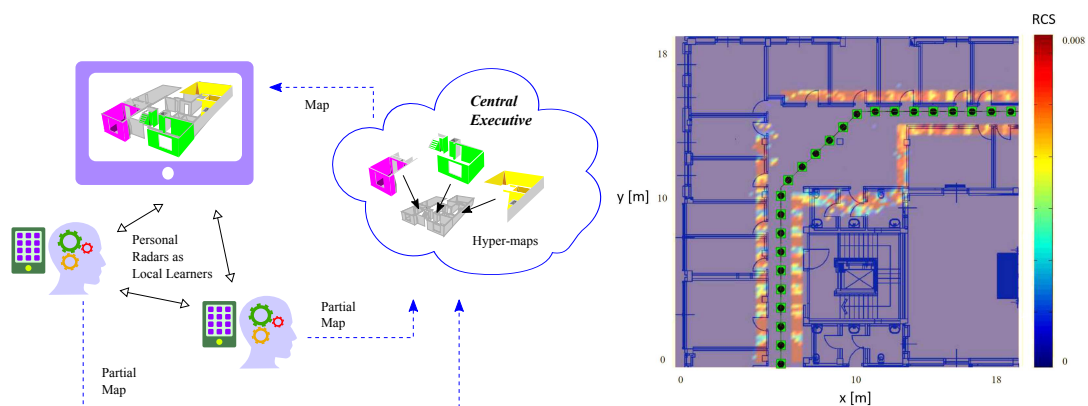 Map
Central
Executive
Hyper-maps
Personal
Radars as
Local Learners
Partial
Map
Partial
Map
RCS
0.008
0
18
y [m]
10
0
0
10
18
x [m]